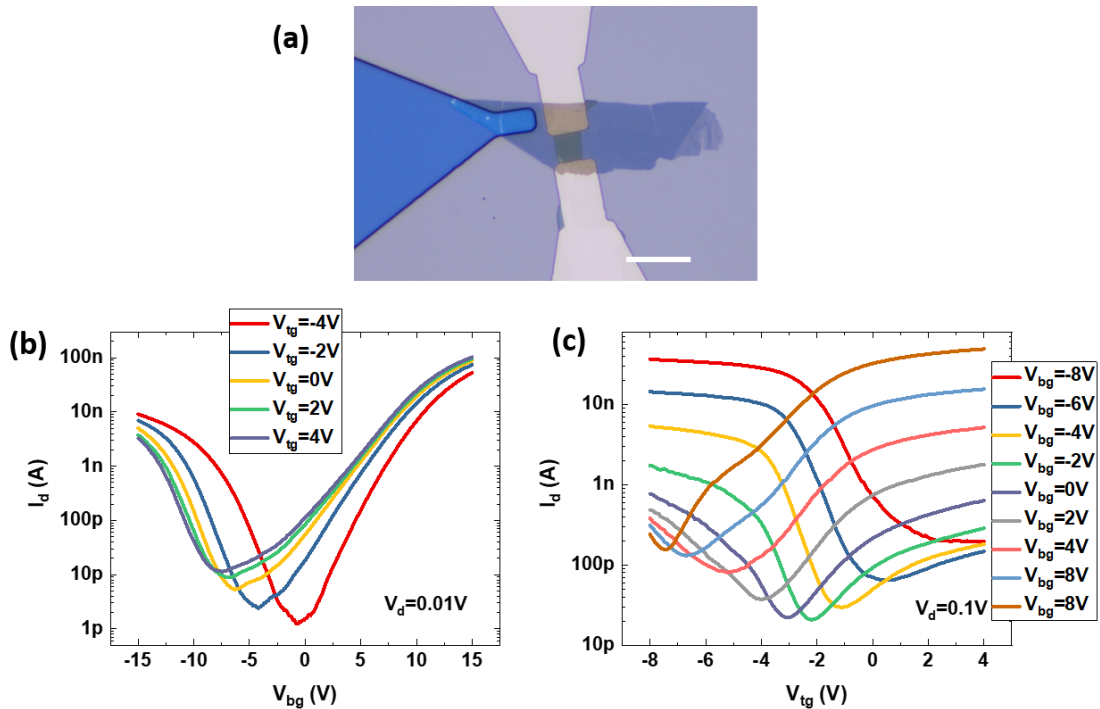 (a)
(b)
Vtg=-4V
Vtg=-2V
Vtg=0V
Vtg=2V
Vtg=4V
100n
10n
1n
100p
10p
1p
Id (A)
-15 -10 -5 0 5 10 15
Vbg (V)
Vd=0.01V
(c)
Vbg=-8V
Vbg=-6V
Vbg=-4V
Vbg=-2V
Vbg=0V
Vbg=2V
Vbg=4V
Vbg=8V
Vbg=8V
10n
1n
100p
10p
Id (A)
-8 -6 -4 -2 0 2 4
Vtg (V)
Vd=0.1V